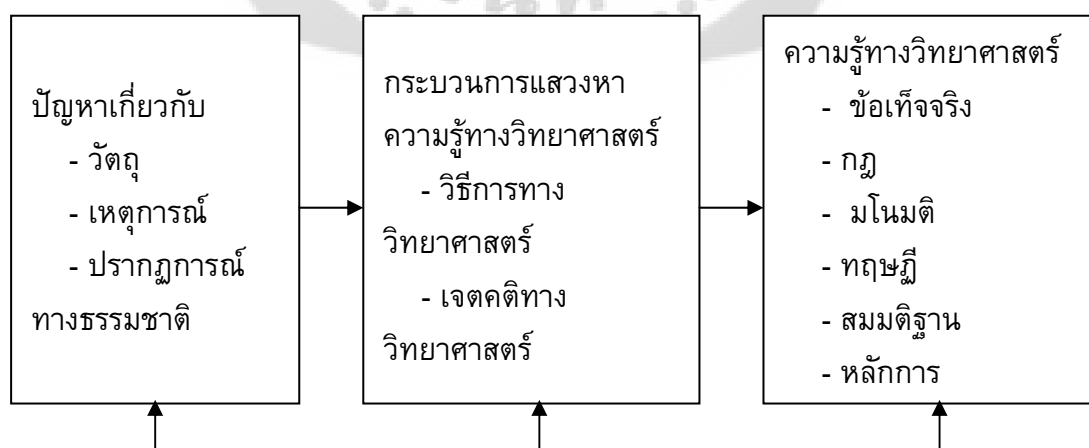 ปัญหาเกี่ยวกับ
- วัตถุ
- เหตุการณ์
- ปรากฏการณ์
ทางธรรมชาติ
กระบวนการแสวงหา
ความรู้ทางวิทยาศาสตร์
- วิธีการทาง
วิทยาศาสตร์
- เจตคติทาง
วิทยาศาสตร์
ความรู้ทางวิทยาศาสตร์
- ข้อเท็จจริง
- กฎ
- มโนมติ
- ทฤษฎี
- สมมติฐาน
- หลักการ